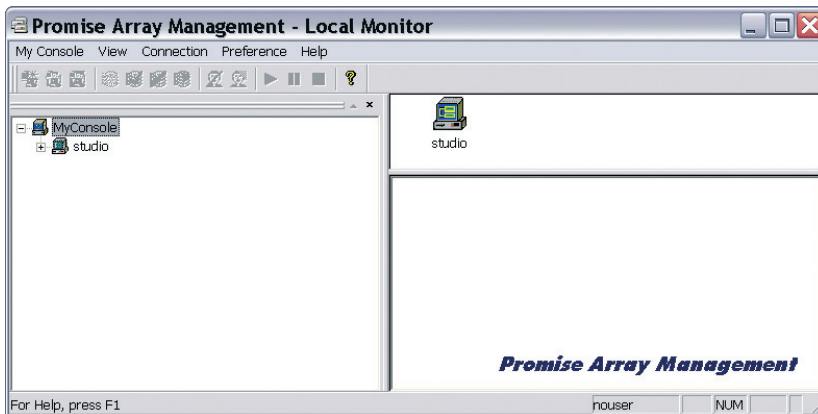 Promise Array Management - Local Monitor
My Console View Connection Preference Help
MyConsole
studio
studio
Promise Array Management
For Help, press F1
nouser
NUM